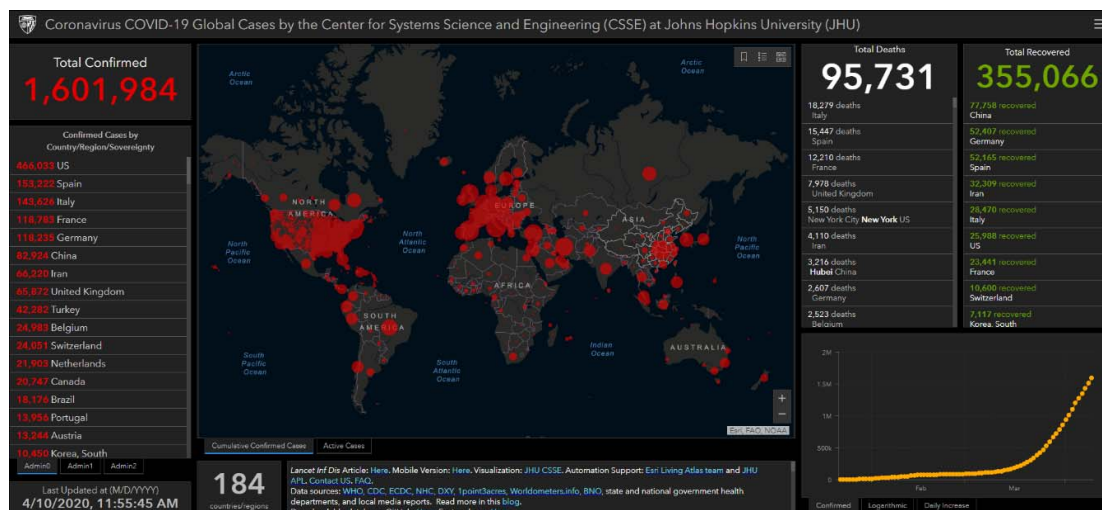 Coronavirus COVID-19 Global Cases by the Center for Systems Science and Engineering (CSSE) at Johns Hopkins University (JHU)
Total Confirmed
1,601,984
Confirmed Cases by
Country/Region/Sovereignty
466,033 US
153,222 Spain
143,626 Italy
118,783 France
118,235 Germany
82,924 China
66,220 Iran
65,872 United Kingdom
42,282 Turkey
24,983 Belgium
24,051 Switzerland
21,903 Netherlands
20,747 Canada
18,176 Brazil
13,956 Portugal
13,244 Austria
10,450 Korea, South
Admin0 Admin1 Admin2
Last Updated at (M/D/YYYY)
4/10/2020, 11:55:45 AM
Arctic
Ocean
Arctic
Ocean
NORTH
AMERICA
EUROPE
ASIA
North
Pacific
Ocean
North
Atlantic
Ocean
North
Pacific
Ocean
AFRICA
SOUTH
AMERICA
Indian
Ocean
AUSTRALIA
South
Pacific
Ocean
South
Atlantic
Ocean
+
−
Esri, FAO, NOAA
Cumulative Confirmed Cases Active Cases
184
countries/regions
Lancet Inf Dis Article: Here. Mobile Version: Here. Visualization: JHU CSSE. Automation Support: Esri Living Atlas team and JHU
APL. Contact US. FAQ.
Data sources: WHO, CDC, ECDC, NHC, DXY, 1point3acres, Worldometers.info, BNO, state and national government health
departments, and local media reports. Read more in this blog.
Total Deaths
95,731
18,279 deaths
Italy
15,447 deaths
Spain
12,210 deaths
France
7,978 deaths
United Kingdom
5,150 deaths
New York City New York US
4,110 deaths
Iran
3,216 deaths
Hubei China
2,607 deaths
Germany
2,523 deaths
Belgium
Total Recovered
355,066
77,758 recovered
China
52,407 recovered
Germany
52,165 recovered
Spain
32,309 recovered
Iran
28,470 recovered
Italy
25,988 recovered
US
23,441 recovered
France
10,600 recovered
Switzerland
7,117 recovered
Korea, South
2M
1.5M
1M
500k
0
Feb Mar
Confirmed Logarithmic Daily Increase